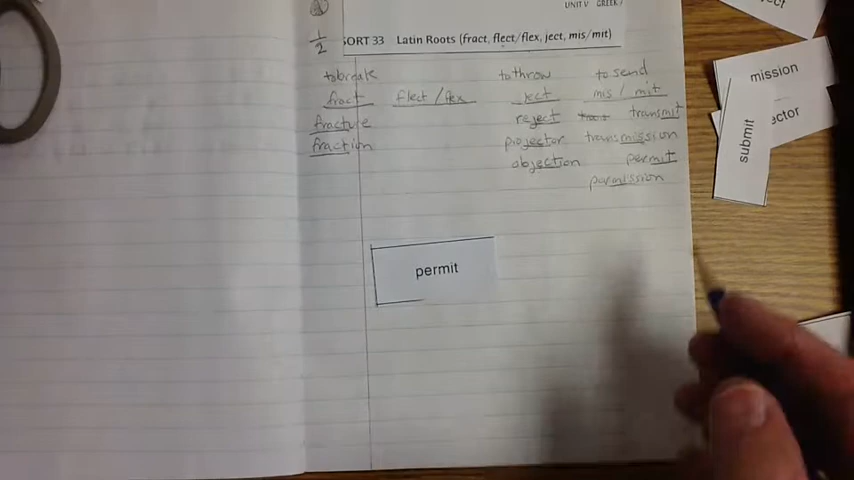 UNIT V GREEK
1/2
SORT 33 Latin Roots (fract, flect/flex, ject, mis/mit)
to break to throw to send
fract flect/flex ject mis/mit
fracture reject transmit
fraction projector transmission
objection permit
permission
permit
ject
mission
ector
submit